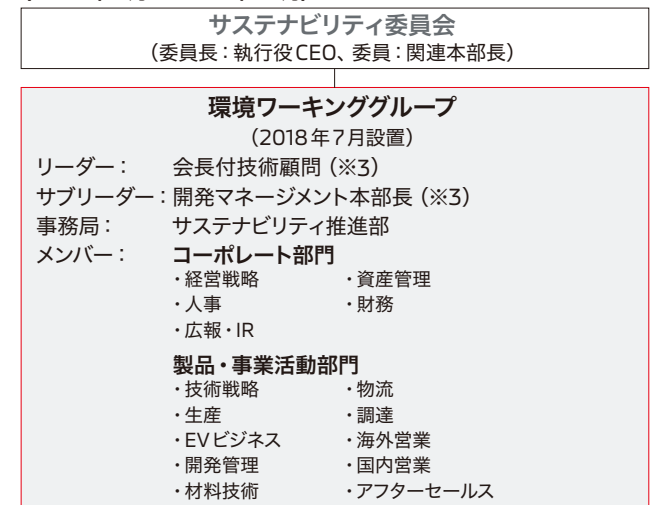 サステナビリティ委員会
（委員長：執行役CEO、委員：関連本部長）
環境ワーキンググループ
（2018年7月設置）
リーダー： 会長付技術顧問（※3）
サブリーダー：開発マネージメント本部長（※3）
事務局： サステナビリティ推進部
メンバー： コーポレート部門
・経営戦略 ・資産管理
・人事 ・財務
・広報・IR
製品・事業活動部門
・技術戦略 ・物流
・生産 ・調達
・EVビジネス ・海外営業
・開発管理 ・国内営業
・材料技術 ・アフターセールス